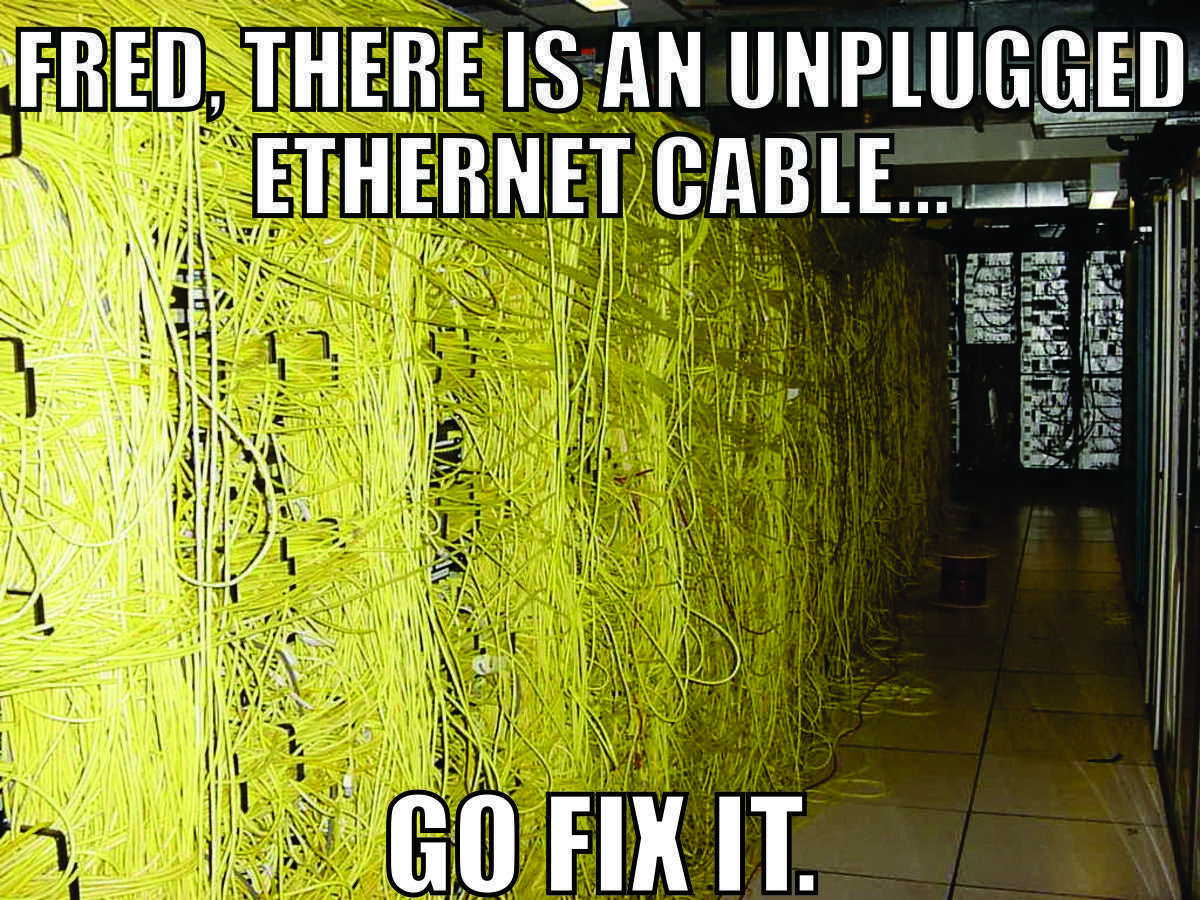 FRED, THERE IS AN UNPLUGGED
ETHERNET CABLE...
GO FIX IT.